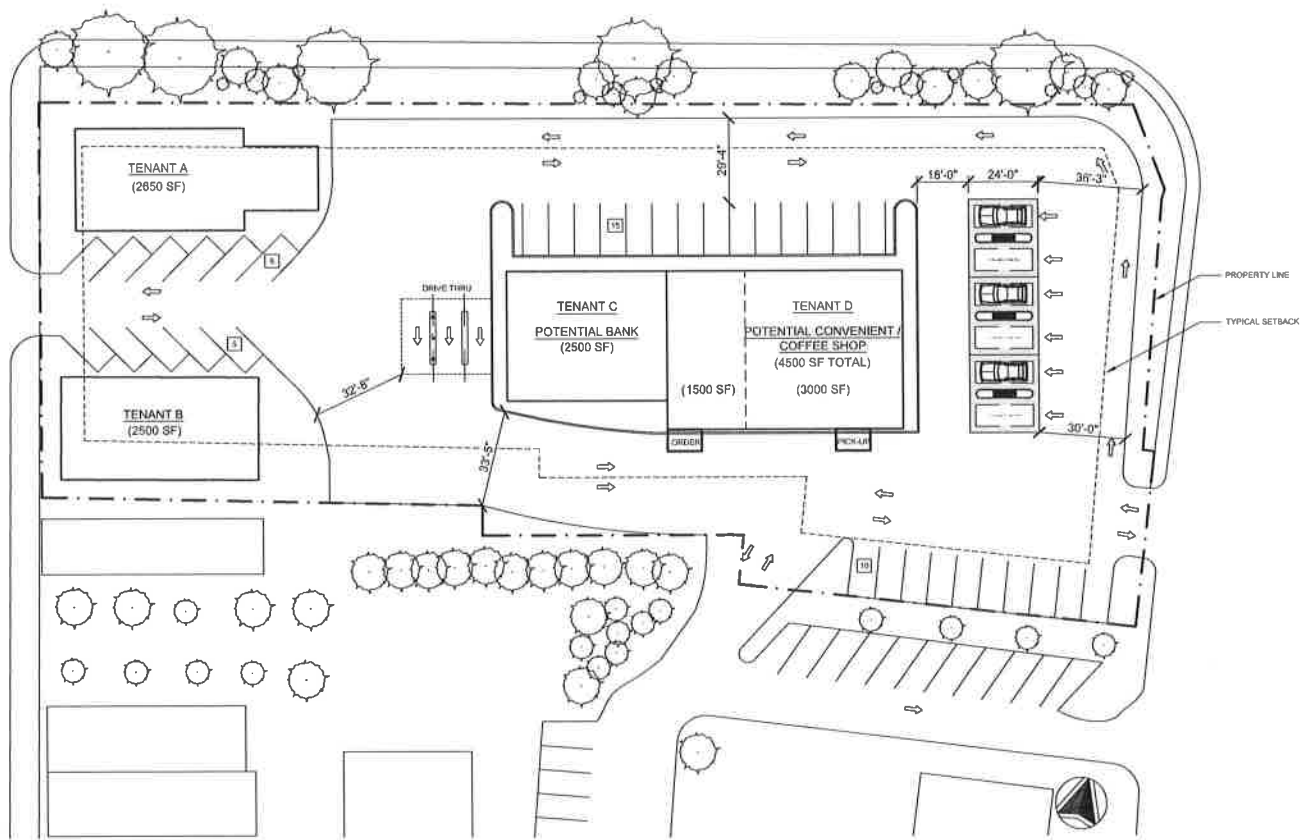 TENANT A
(2650 SF)
29'-4"
18'-0"
24'-0"
36'-3"
15
6
DRIVE THRU
TENANT C
POTENTIAL BANK
(2500 SF)
TENANT D
POTENTIAL CONVENIENT /
COFFEE SHOP
(4500 SF TOTAL)
(1500 SF)
(3000 SF)
PROPERTY LINE
TYPICAL SETBACK
5
32'-8"
TENANT B
(2500 SF)
33'-5"
ORDER
PICK-UP
30'-0"
10